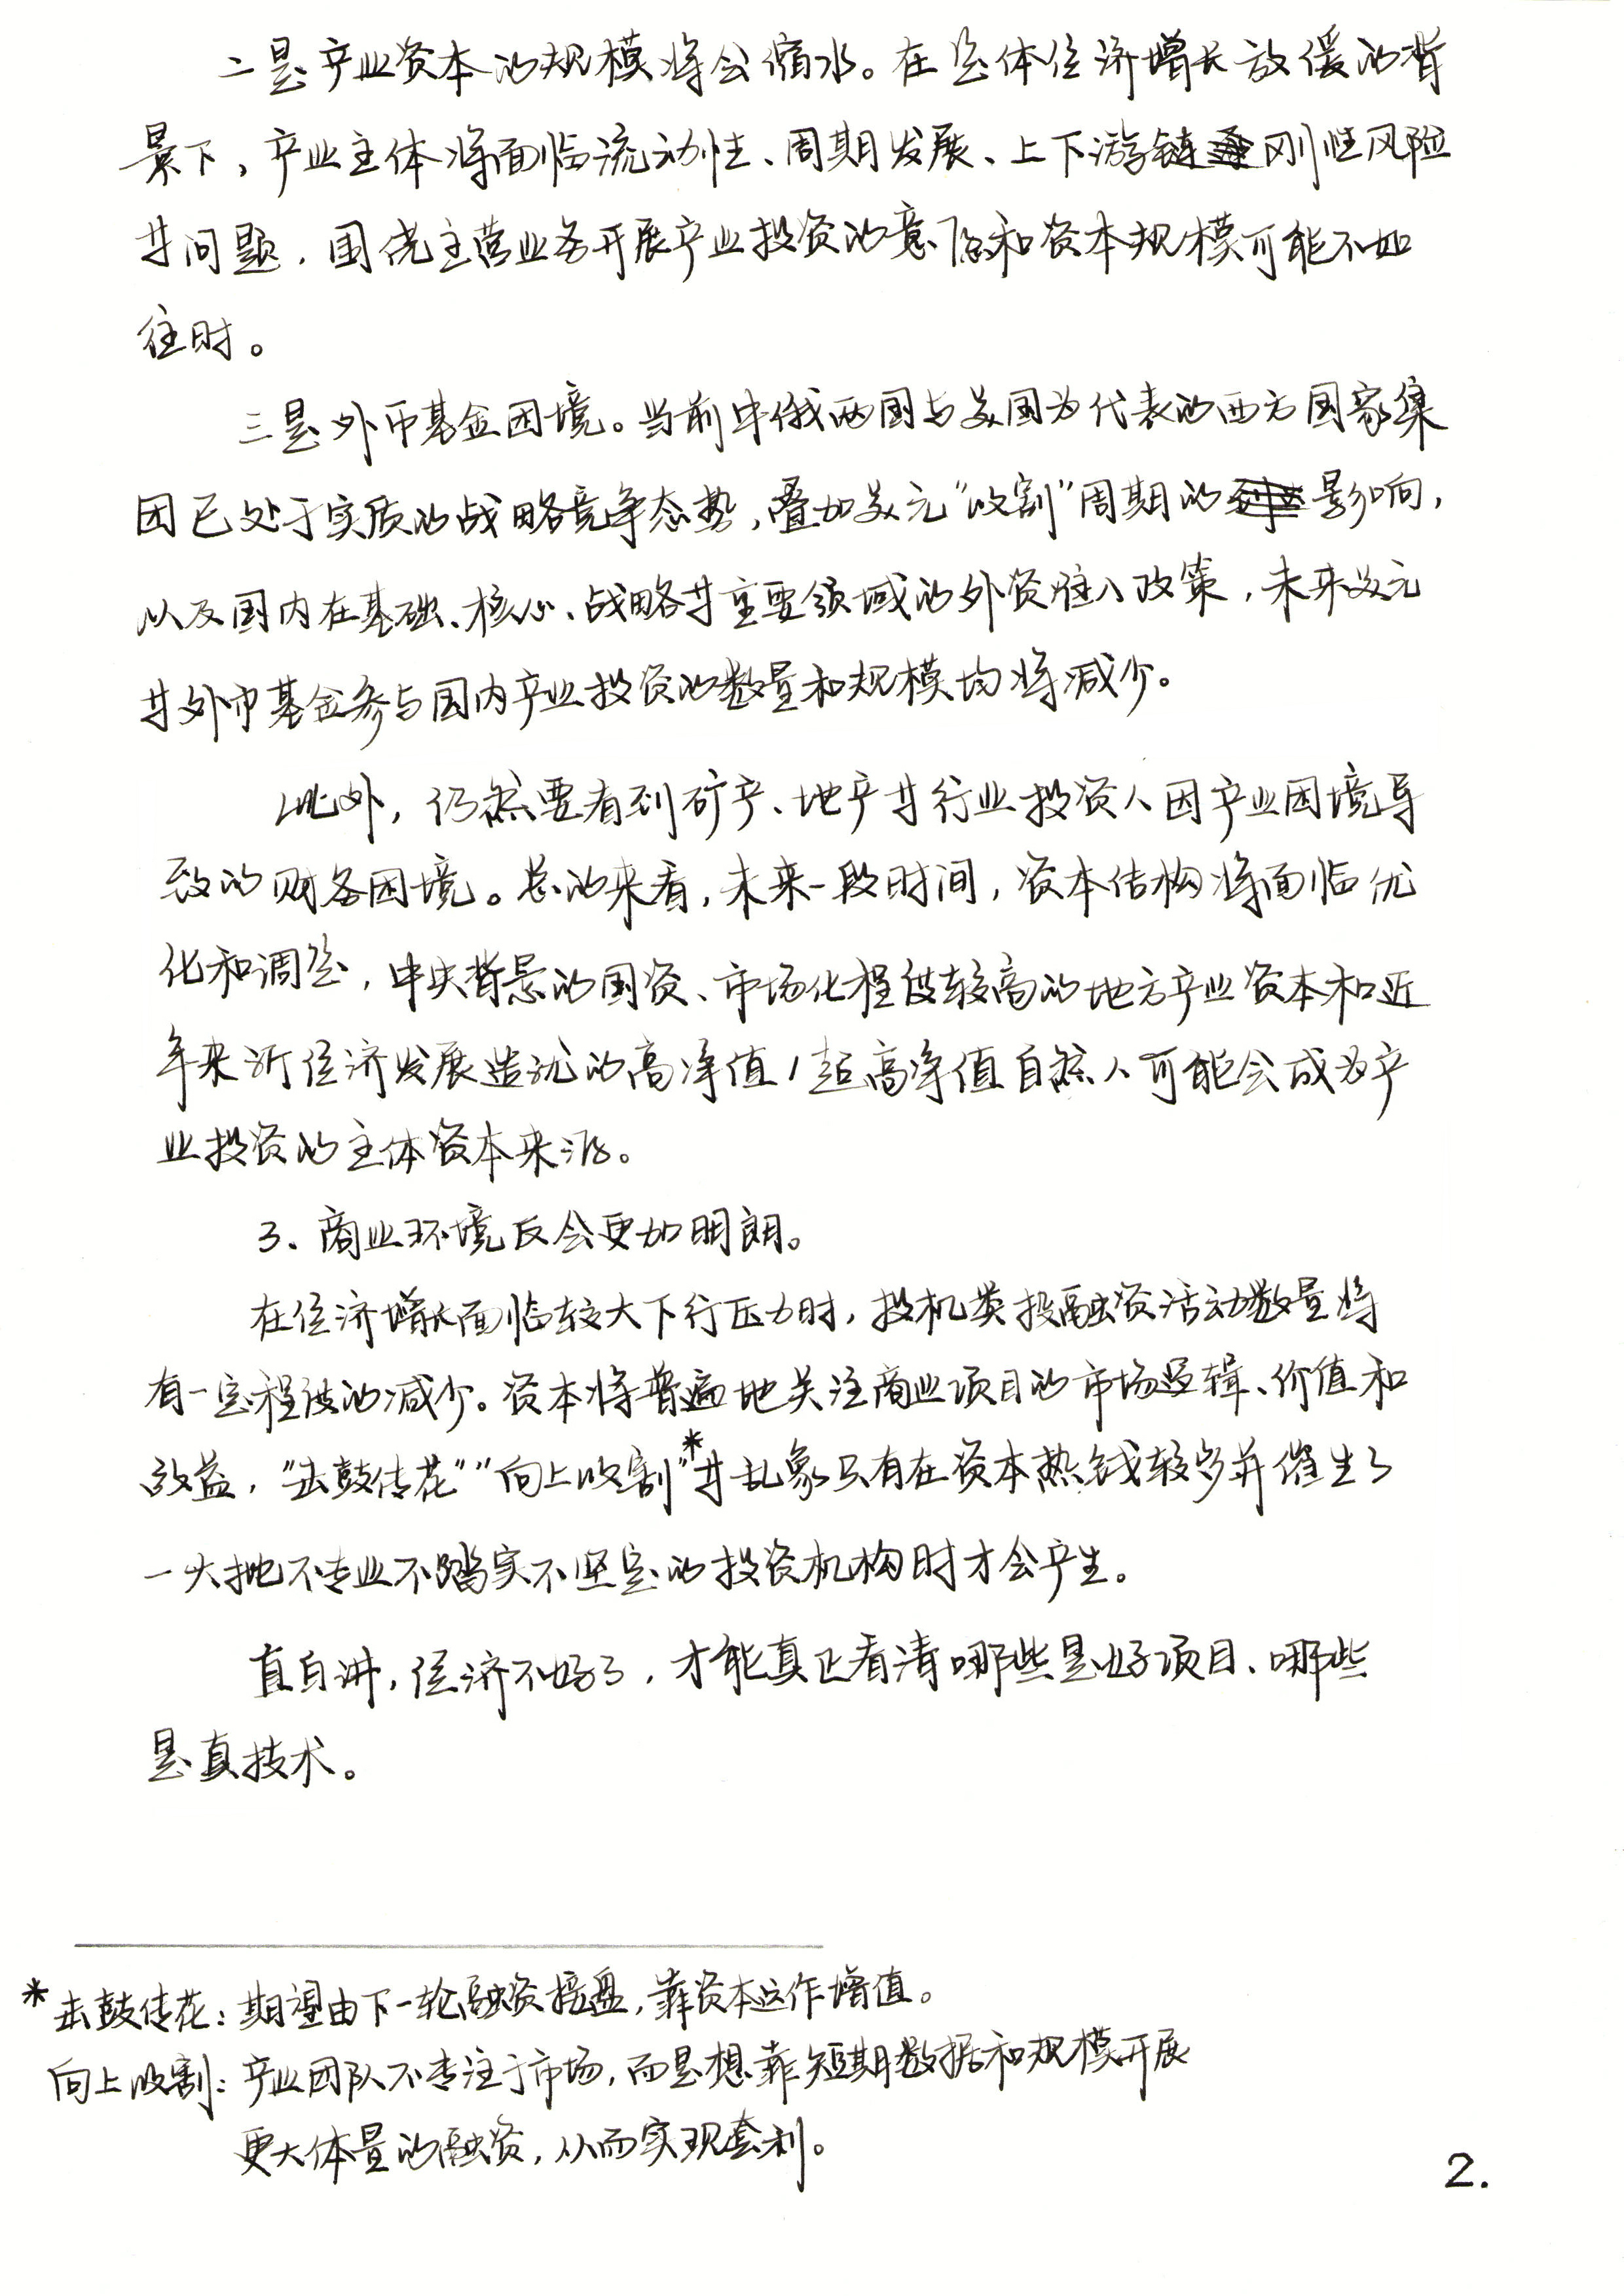 二是产业资本的规模将会缩水。在整体经济增长放缓的背
景下，产业主体将面临流动性、周期发展、上下游链刚性风险
等问题，围绕主营业务开展产业投资的意愿和资本规模可能不如
往时。
三是外币基金困境。当前中俄两国与美国为代表的西方国家集
团已处于实质的战略竞争态势，叠加美元“收割”周期的影响，
以及国内在基础、核心、战略等重要领域的外资准入政策，未来美元
等外币基金参与国内产业投资的数量和规模均将减少。
此外，仍然要看到矿产、地产等行业投资人因产业困境导
致的财务困境。总的来看，未来一段时间，资本结构将面临优
化和调整，中央背景的国资、市场化程度较高的地方产业资本和近
年来新经济发展造就的高净值/超高净值自然人可能会成为产
业投资的主体资本来源。
3、商业环境反会更加明朗。
在经济增长面临较大下行压力时，投机类投融资活动数量将
有一定程度的减少。资本将普遍地关注商业项目的市场逻辑、价值和
效益，“击鼓传花”“向上收割”*等乱象只有在资本热钱较多并催生了
一大批不专业不踏实不坚定的投资机构时才会产生。
直白讲，经济不好了，才能真正看清哪些是好项目、哪些
是真技术。
*击鼓传花：期望由下一轮融资接盘，靠资本运作增值。
向上收割：产业团队不专注于市场，而是想靠短期数据和规模开展
更大体量的融资，从而实现套利。
2.